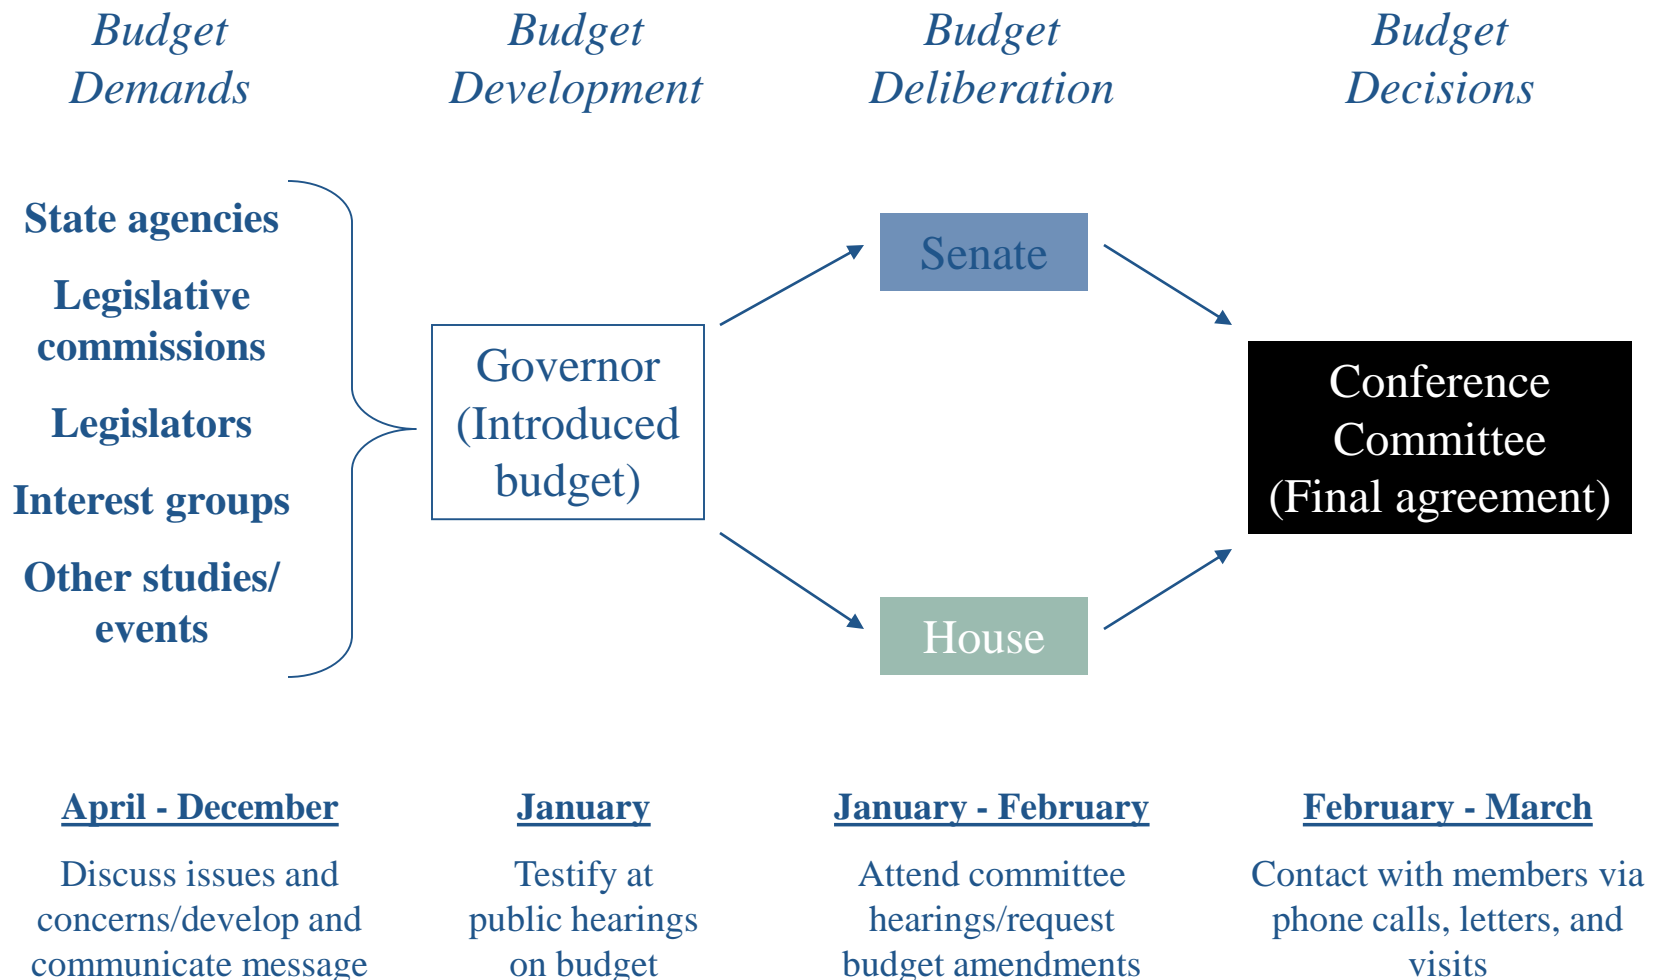 Budget
Demands
Budget
Development
Budget
Deliberation
Budget
Decisions
State agencies
Legislative
commissions
Legislators
Interest groups
Other studies/
events
Governor
(Introduced
budget)
Senate
House
Conference
Committee
(Final agreement)
April - December
Discuss issues and
concerns/develop and
communicate message
January
Testify at
public hearings
on budget
January - February
Attend committee
hearings/request
budget amendments
February - March
Contact with members via
phone calls, letters, and
visits